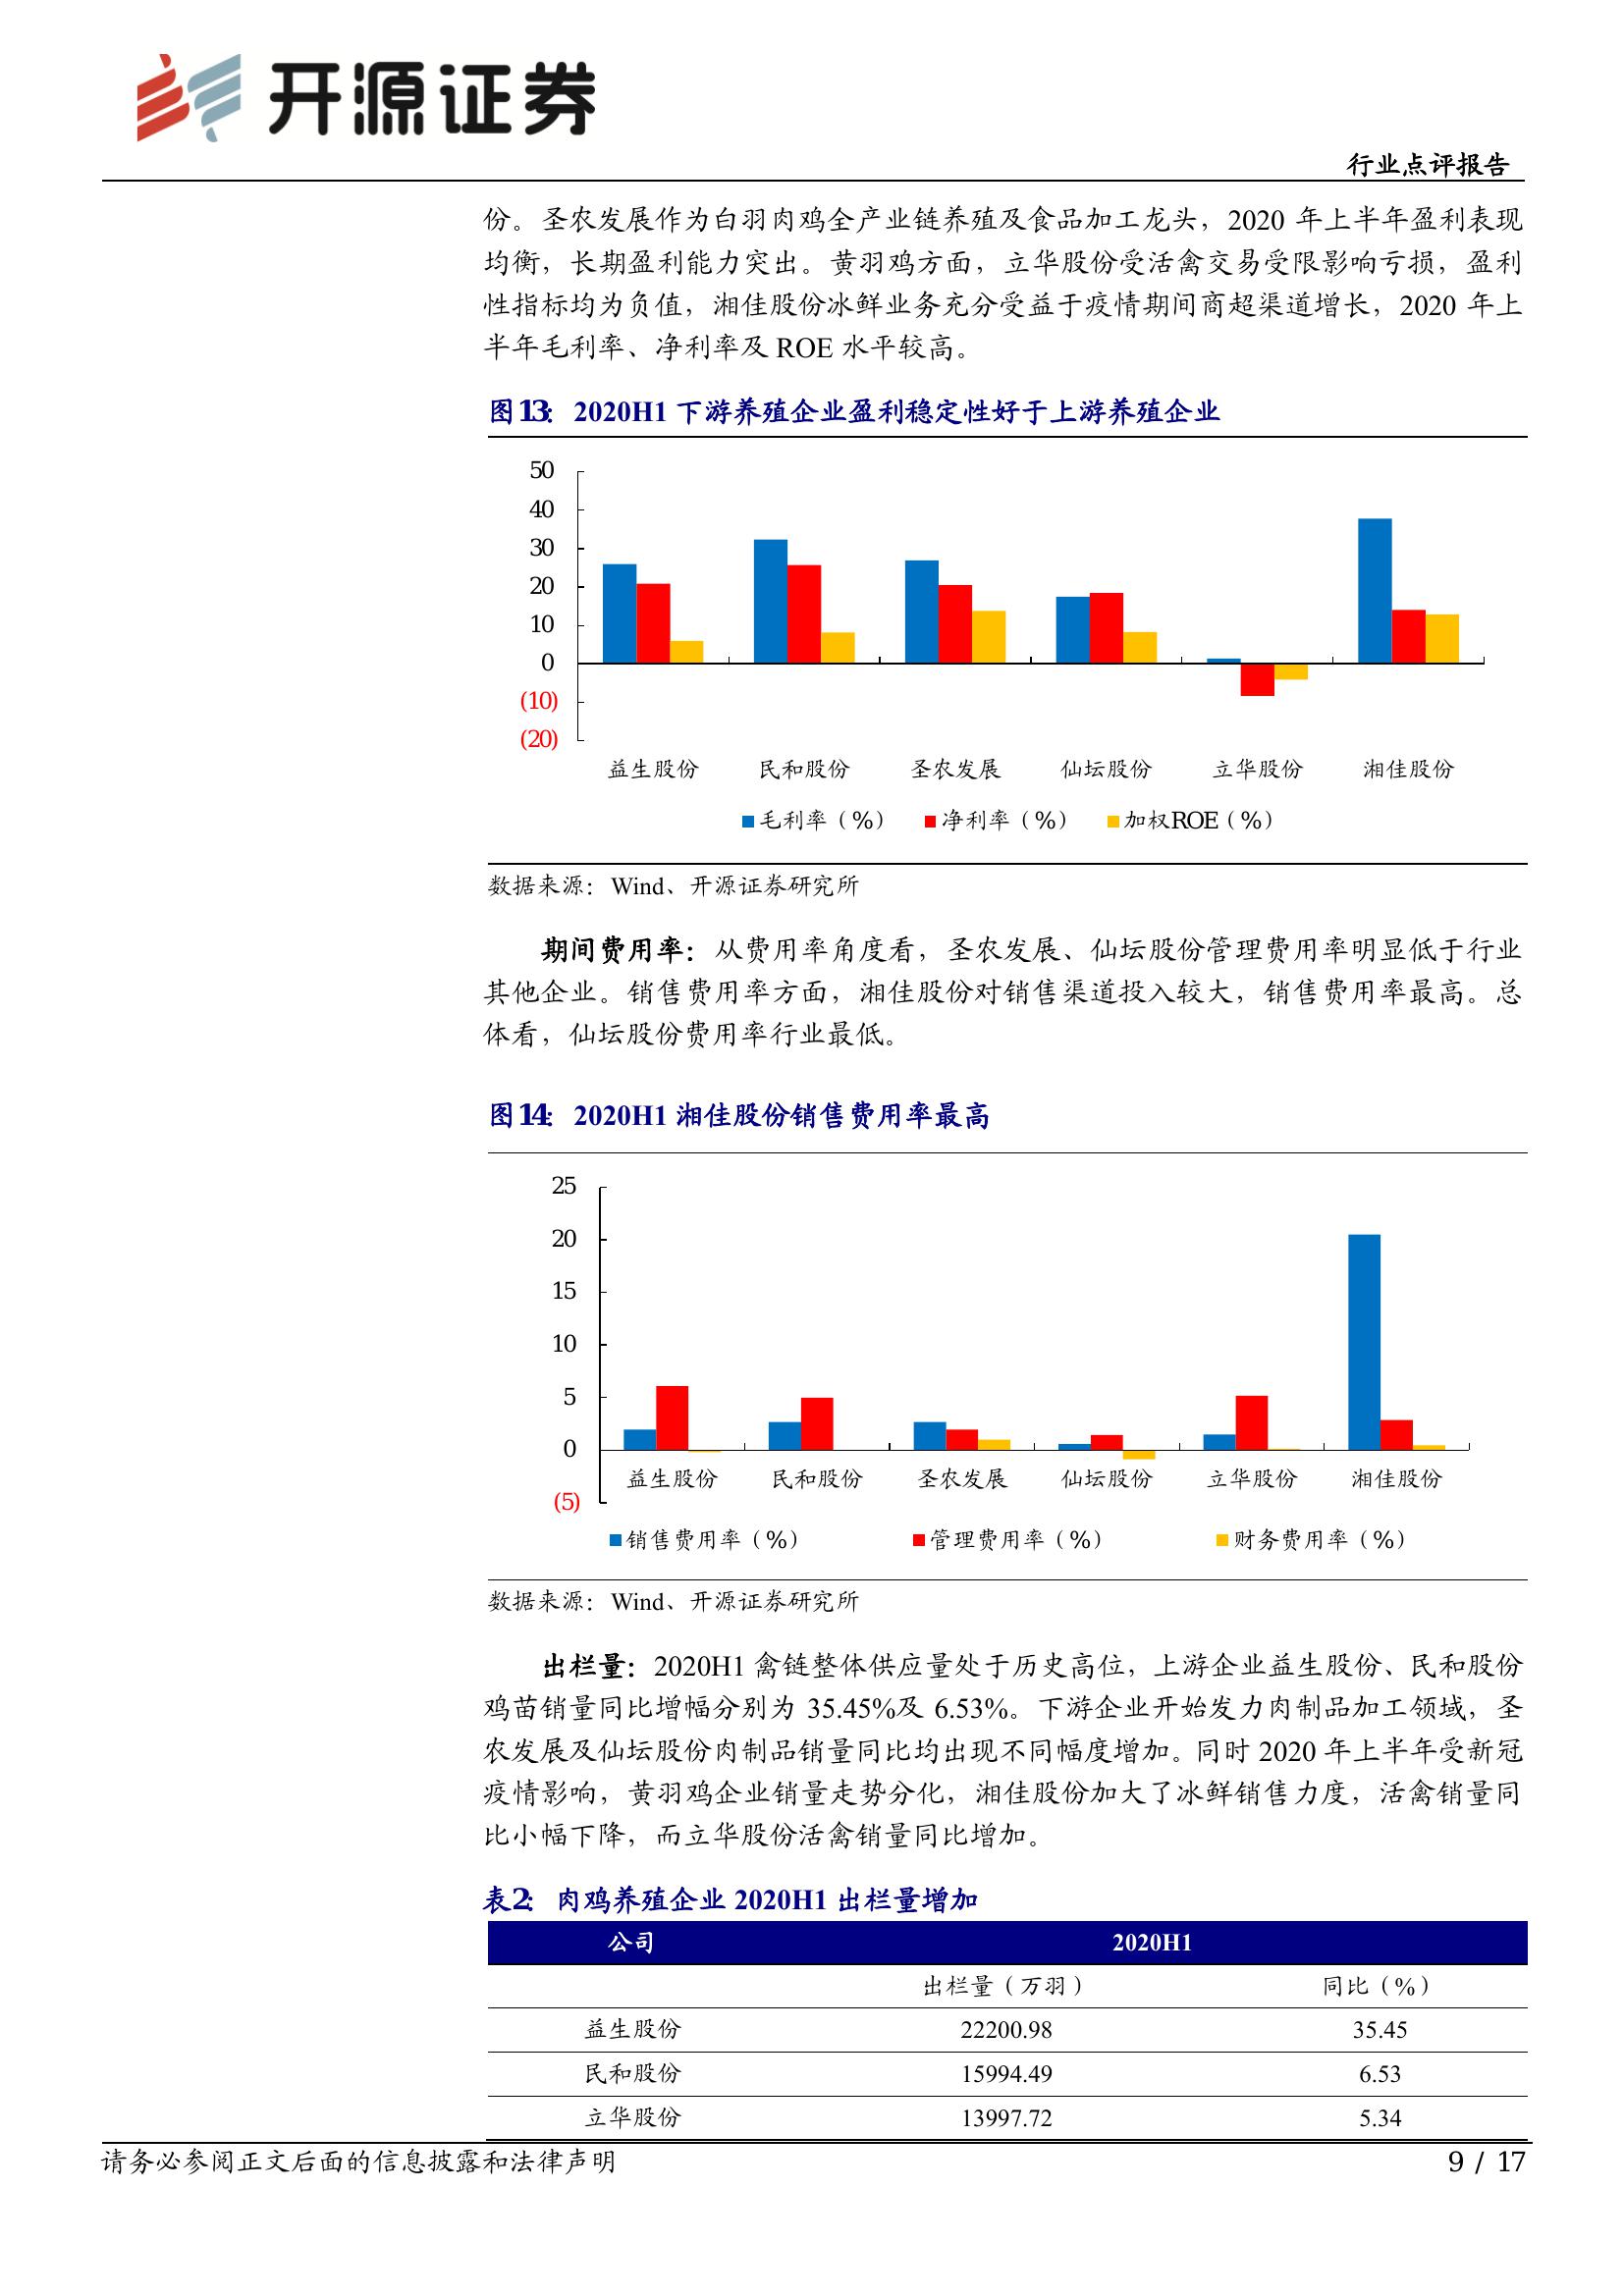 开源证券
行业点评报告
份。圣农发展作为白羽肉鸡全产业链养殖及食品加工龙头，2020 年上半年盈利表现
均衡，长期盈利能力突出。黄羽鸡方面，立华股份受活禽交易受限影响亏损，盈利
性指标均为负值，湘佳股份冰鲜业务充分受益于疫情期间商超渠道增长，2020 年上
半年毛利率、净利率及 ROE 水平较高。
图13： 2020H1 下游养殖企业盈利稳定性好于上游养殖企业
50
40
30
20
10
0
(10)
(20)
益生股份 民和股份 圣农发展 仙坛股份 立华股份 湘佳股份
毛利率（%） 净利率（%） 加权ROE（%）
数据来源：Wind、开源证券研究所
期间费用率：从费用率角度看，圣农发展、仙坛股份管理费用率明显低于行业
其他企业。销售费用率方面，湘佳股份对销售渠道投入较大，销售费用率最高。总
体看，仙坛股份费用率行业最低。
图14： 2020H1 湘佳股份销售费用率最高
25
20
15
10
5
0
(5)
益生股份 民和股份 圣农发展 仙坛股份 立华股份 湘佳股份
销售费用率（%） 管理费用率（%） 财务费用率（%）
数据来源：Wind、开源证券研究所
出栏量：2020H1 禽链整体供应量处于历史高位，上游企业益生股份、民和股份
鸡苗销量同比增幅分别为 35.45%及 6.53%。下游企业开始发力肉制品加工领域，圣
农发展及仙坛股份肉制品销量同比均出现不同幅度增加。同时 2020 年上半年受新冠
疫情影响，黄羽鸡企业销量走势分化，湘佳股份加大了冰鲜销售力度，活禽销量同
比小幅下降，而立华股份活禽销量同比增加。
表2： 肉鸡养殖企业 2020H1 出栏量增加
公司 2020H1
出栏量（万羽） 同比（%）
益生股份 22200.98 35.45
民和股份 15994.49 6.53
立华股份 13997.72 5.34
请务必参阅正文后面的信息披露和法律声明 9 / 17